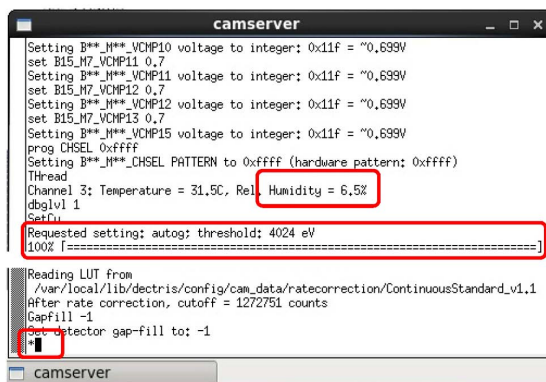 camserver
Setting B**_M**_VCMP10 voltage to integer: 0x11f = ~0.699V
set B15_M7_VCMP11 0.7
Setting B**_M**_VCMP11 voltage to integer: 0x11f = ~0.699V
set B15_M7_VCMP12 0.7
Setting B**_M**_VCMP12 voltage to integer: 0x11f = ~0.699V
set B15_M7_VCMP13 0.7
Setting B**_M**_VCMP15 voltage to integer: 0x11f = ~0.699V
prog CHSEL 0xffff
Setting B**_M**_CHSEL PATTERN to 0xffff (hardware pattern: 0xffff)
THread
Channel 3: Temperature = 31.5C, Rel. Humidity = 6.5%
dbglvl 1
SetCu
Requested setting: autog; threshold: 4024 eV
100% [======================================================================]
Reading LUT from
/var/local/lib/dectris/config/cam_data/ratecorrection/ContinuousStandard_v1.1
After rate correction, cutoff = 1272751 counts
Gapfill -1
Set detector gap-fill to: -1
*
camserver